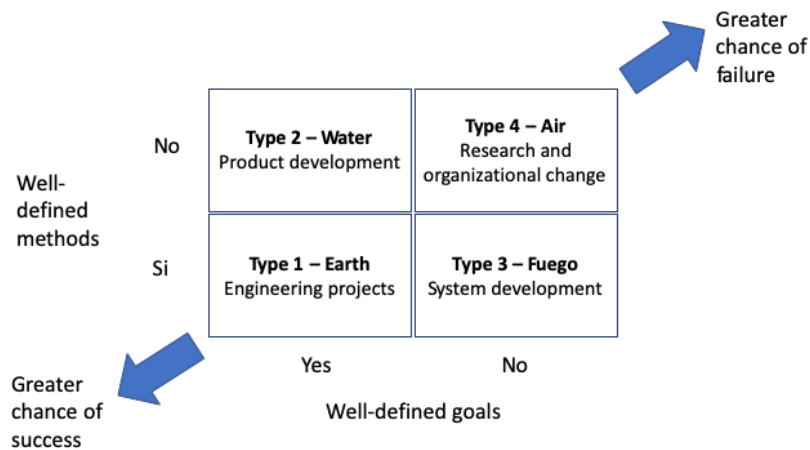 Greater
chance of
failure
No
Type 2 – Water
Product development
Type 4 – Air
Research and
organizational change
Well-
defined
methods
Si
Type 1 – Earth
Engineering projects
Type 3 – Fuego
System development
Yes
No
Greater
chance of
success
Well-defined goals